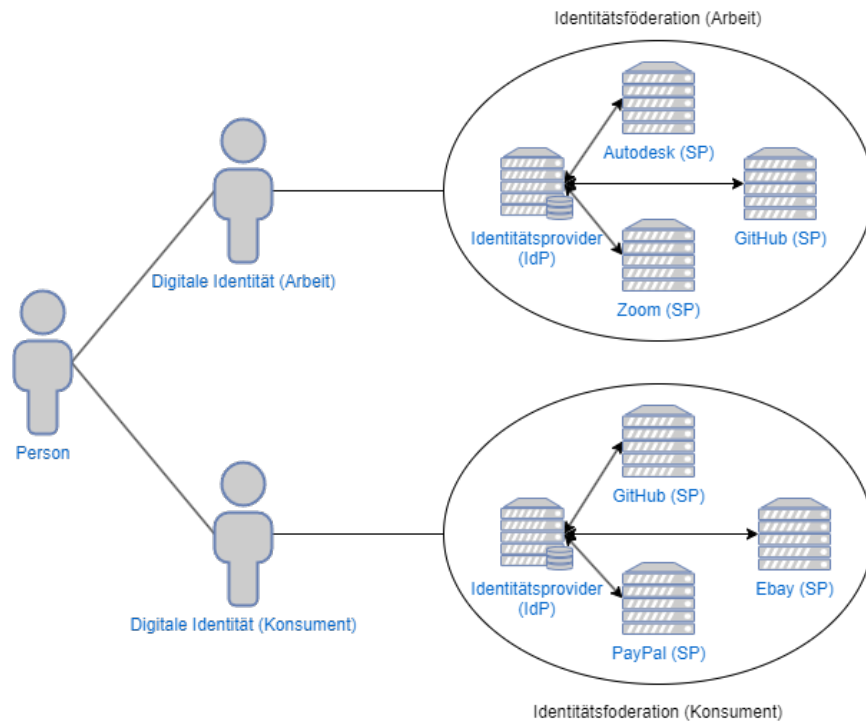 Identitätsföderation (Arbeit)
Autodesk (SP)
Identitätsprovider
(IdP)
GitHub (SP)
Zoom (SP)
Digitale Identität (Arbeit)
Person
GitHub (SP)
Identitätsprovider
(IdP)
Ebay (SP)
PayPal (SP)
Digitale Identität (Konsument)
Identitätsfoderation (Konsument)